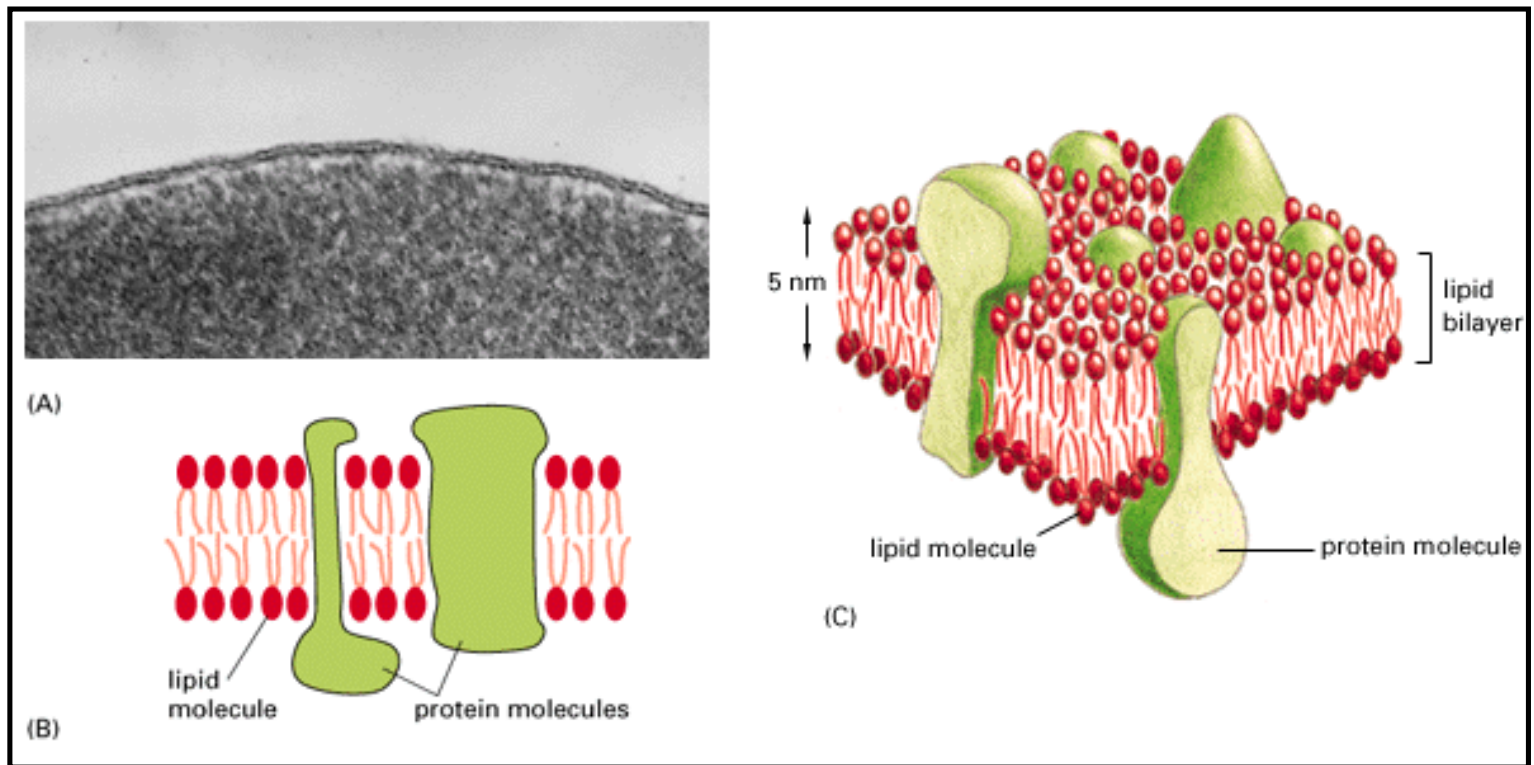 (A)
lipid
molecule
protein molecules
(B)
5 nm
lipid
bilayer
lipid molecule
protein molecule
(C)